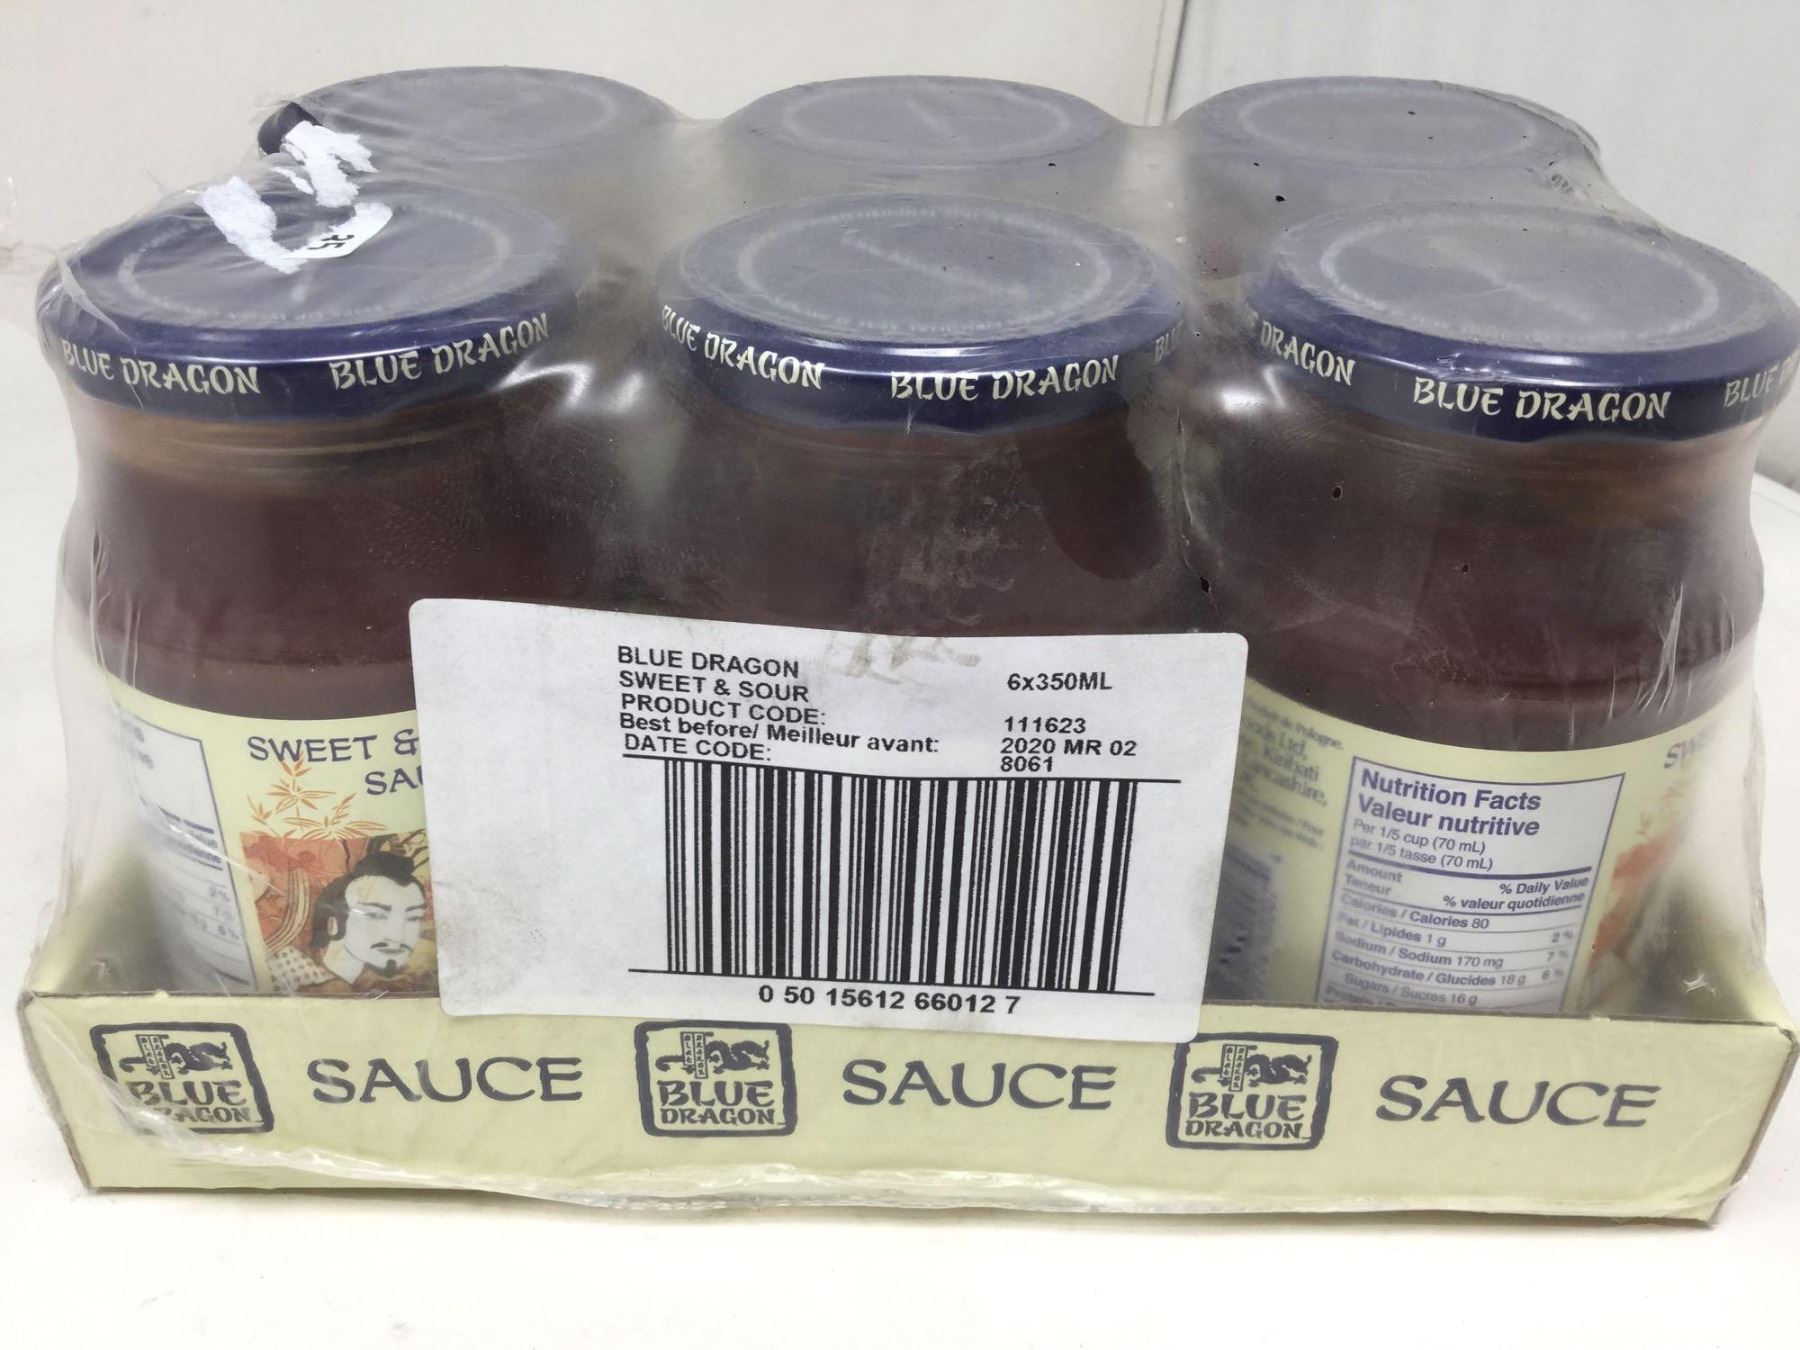 BLUE DRAGON BLUE DRAGON
BLUE DRAGON BLUE DRAGON
DRAGON BLUE DRAGON BLUE
BLUE DRAGON
SWEET & SOUR 6x350ML
PRODUCT CODE: 111623
Best before/ Meilleur avant: 2020 MR 02
DATE CODE: 8061
0 50 15612 66012 7
SWEET &
Nutrition Facts
Valeur nutritive
Per 1/5 cup (70 mL)
par 1/5 tasse (70 mL)
Amount
Teneur
% Daily Value
% valeur quotidienne
Calories / Calories 80
Fat / Lipides 1 g 2 %
Sodium / Sodium 170 mg 7 %
Carbohydrate / Glucides 18 g 6 %
Sugars / Sucres 16 g
BLUE DRAGON SAUCE BLUE DRAGON SAUCE BLUE DRAGON SAUCE